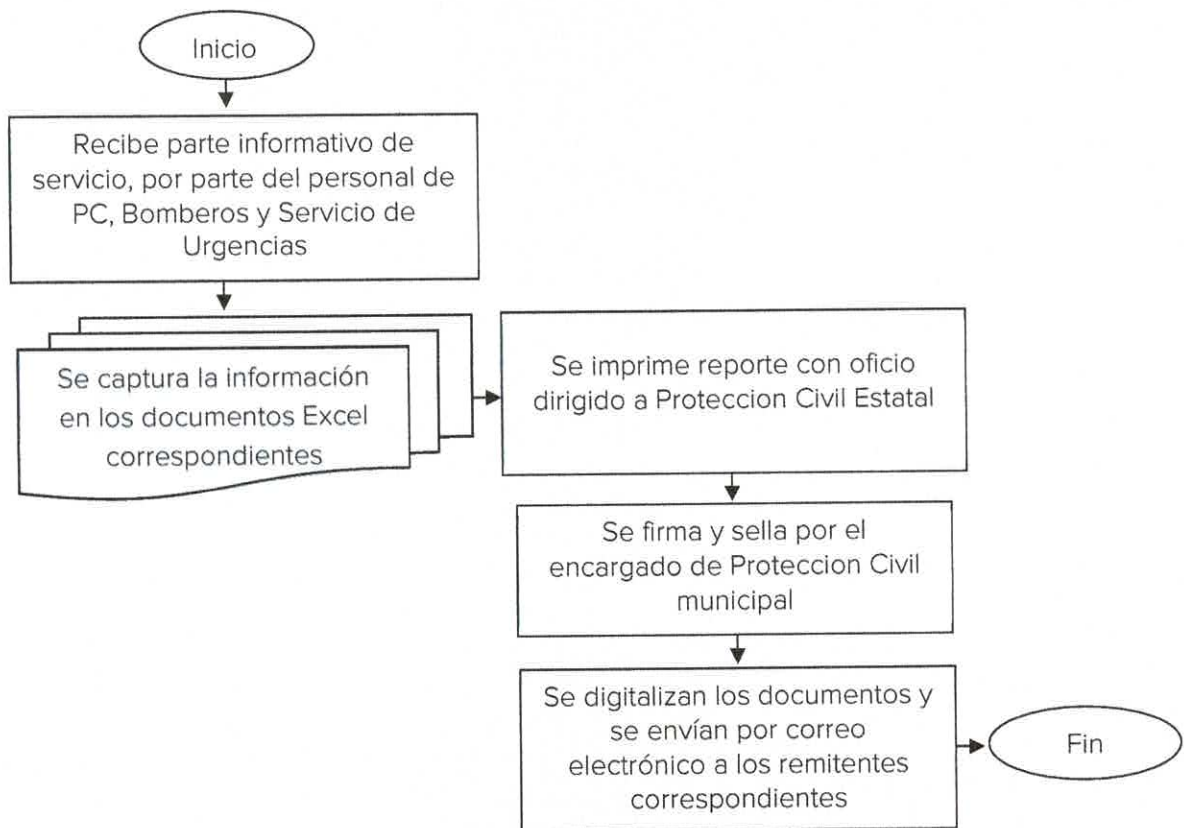 Inicio
Recibe parte informativo de
servicio, por parte del personal de
PC, Bomberos y Servicio de
Urgencias
Se captura la información
en los documentos Excel
correspondientes
Se imprime reporte con oficio
dirigido a Proteccion Civil Estatal
Se firma y sella por el
encargado de Proteccion Civil
municipal
Se digitalizan los documentos y
se envían por correo
electrónico a los remitentes
correspondientes
Fin